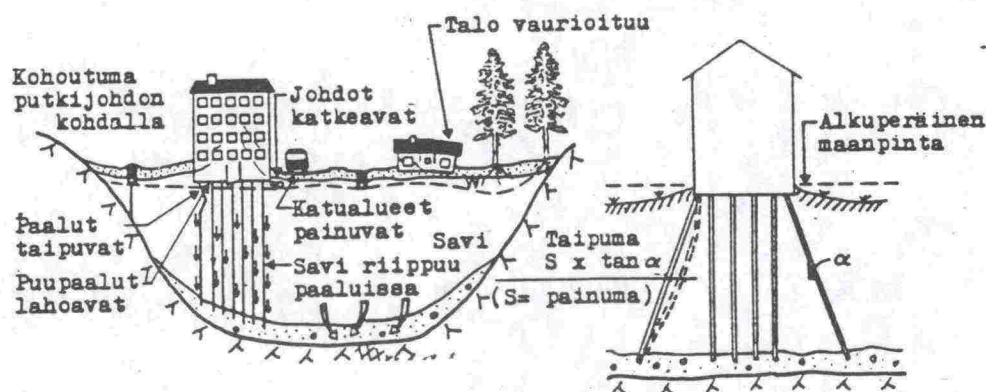 Talo vaurioituu
Kohoutuma
putkijohdon
kohdalla
Johdot
katkeavat
Alkuperäinen
maanpinta
Paalut
taipuvat
Katualueet
painuvat
Savi
Puupaalut
lahoavat
Savi riippuu
paaluissa
Taipuma
S x tan α
(S= painuma)
α